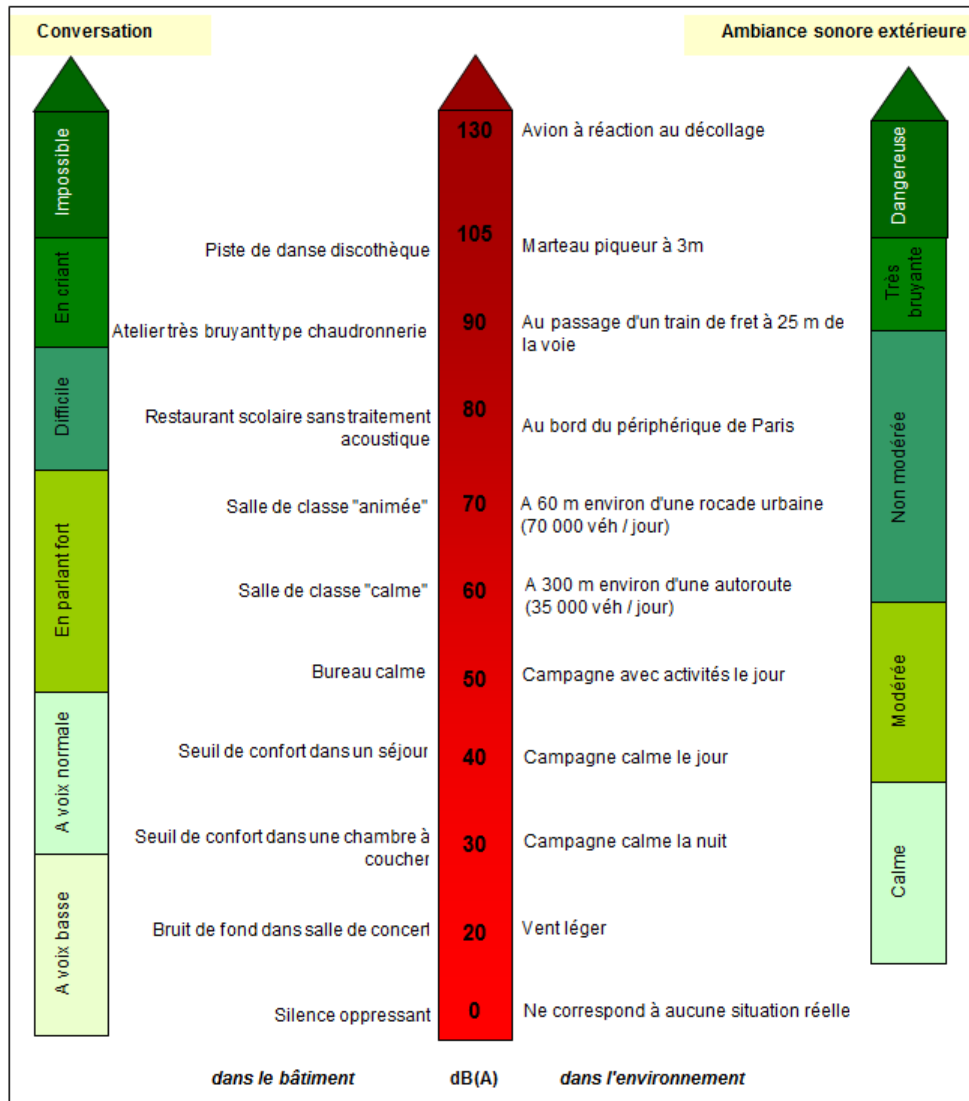 Conversation
Ambiance sonore extérieure
Impossible
En criant
Difficile
En parlant fort
A voix normale
A voix basse
130
Avion à réaction au décollage
Piste de danse discothèque
105
Marteau piqueur à 3m
Atelier très bruyant type chaudronnerie
90
Au passage d'un train de fret à 25 m de
la voie
Restaurant scolaire sans traitement
acoustique
80
Au bord du périphérique de Paris
Salle de classe "animée"
70
A 60 m environ d'une rocade urbaine
(70 000 véh / jour)
Salle de classe "calme"
60
A 300 m environ d'une autoroute
(35 000 véh / jour)
Bureau calme
50
Campagne avec activités le jour
Seuil de confort dans un séjour
40
Campagne calme le jour
Seuil de confort dans une chambre à
coucher
30
Campagne calme la nuit
Bruit de fond dans salle de concert
20
Vent léger
Silence oppressant
0
Ne correspond à aucune situation réelle
dans le bâtiment
dB(A)
dans l'environnement
Dangereuse
Très
bruyante
Non modérée
Modérée
Calme